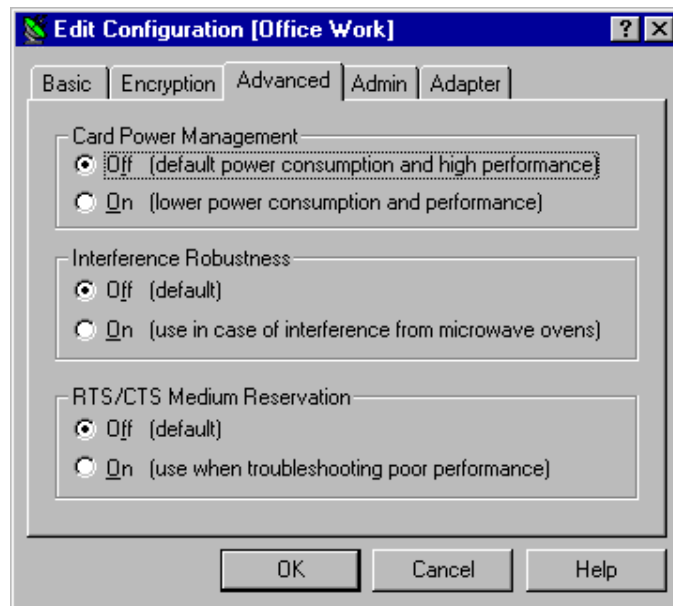 Edit Configuration [Office Work]
Basic Encryption Advanced Admin Adapter
Card Power Management
Off (default power consumption and high performance)
On (lower power consumption and performance)
Interference Robustness
Off (default)
On (use in case of interference from microwave ovens)
RTS/CTS Medium Reservation
Off (default)
On (use when troubleshooting poor performance)
OK Cancel Help